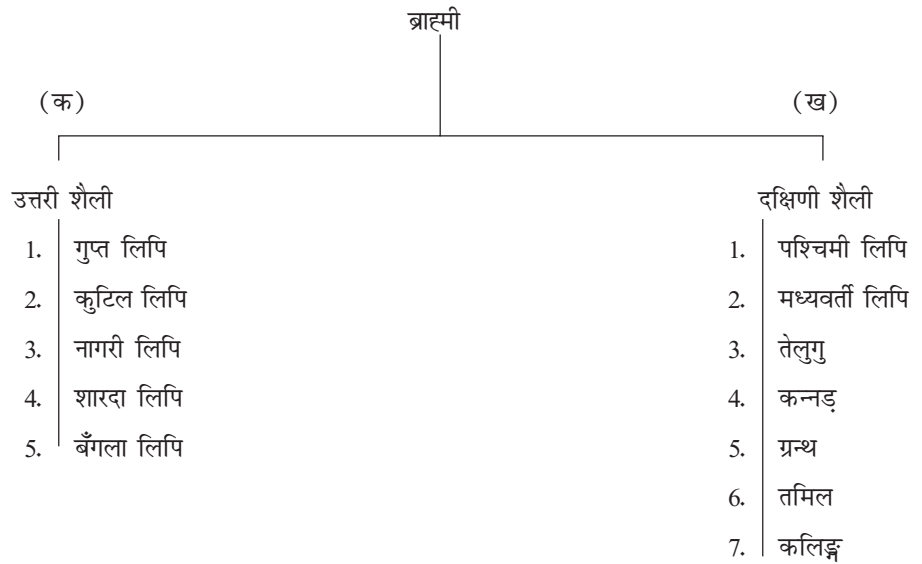 ब्राह्मी
(क)
(ख)
उत्तरी शैली
1. गुप्त लिपि
2. कुटिल लिपि
3. नागरी लिपि
4. शारदा लिपि
5. बँगला लिपि
दक्षिणी शैली
1. पश्चिमी लिपि
2. मध्यवर्ती लिपि
3. तेलुगु
4. कन्नड़
5. ग्रन्थ
6. तमिल
7. कलिङ्ग